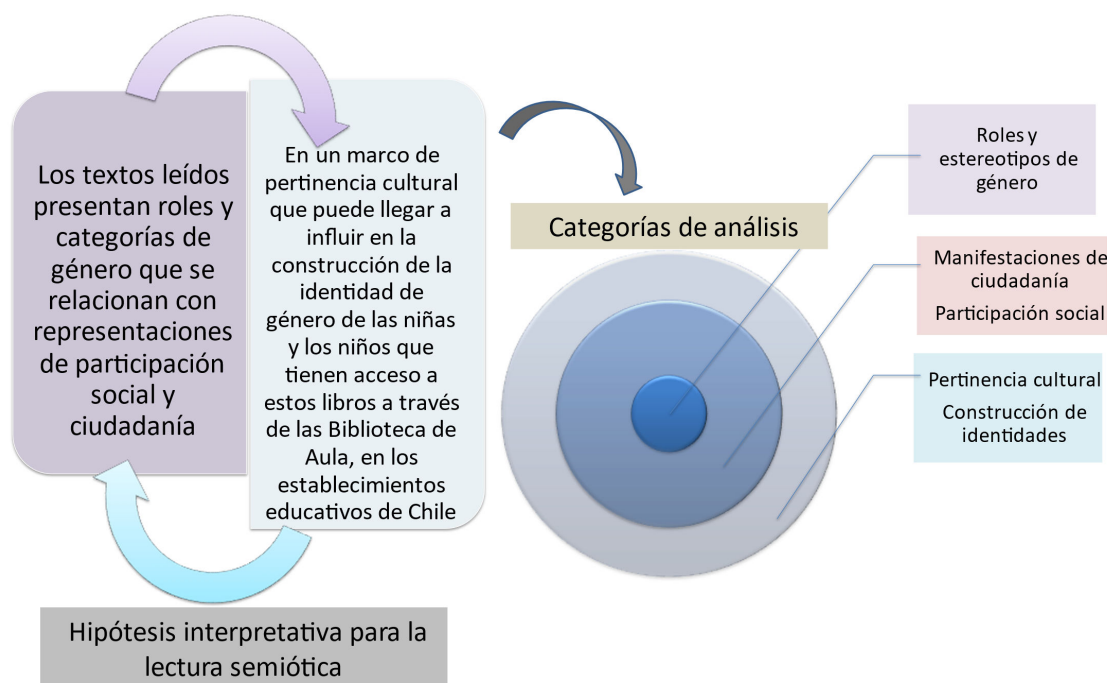 Los textos leídos
presentan roles y
categorías de
género que se
relacionan con
representaciones
de participación
social y
ciudadanía
En un marco de
pertinencia cultural
que puede llegar a
influir en la
construcción de la
identidad de
género de las niñas
y los niños que
tienen acceso a
estos libros a través
de las Biblioteca de
Aula, en los
establecimientos
educativos de Chile
Hipótesis interpretativa para la
lectura semiótica
Categorías de análisis
Roles y
estereotipos de
género
Manifestaciones de
ciudadanía
Participación social
Pertinencia cultural
Construcción de
identidades